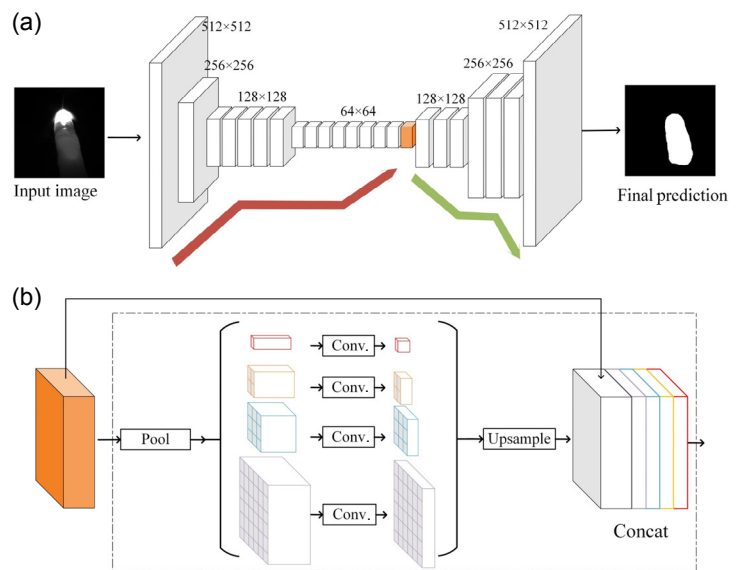 (a)
512×512
256×256
128×128
64×64
128×128
256×256
512×512
Input image
Final prediction
(b)
Pool
Conv.
Conv.
Conv.
Conv.
Upsample
Concat